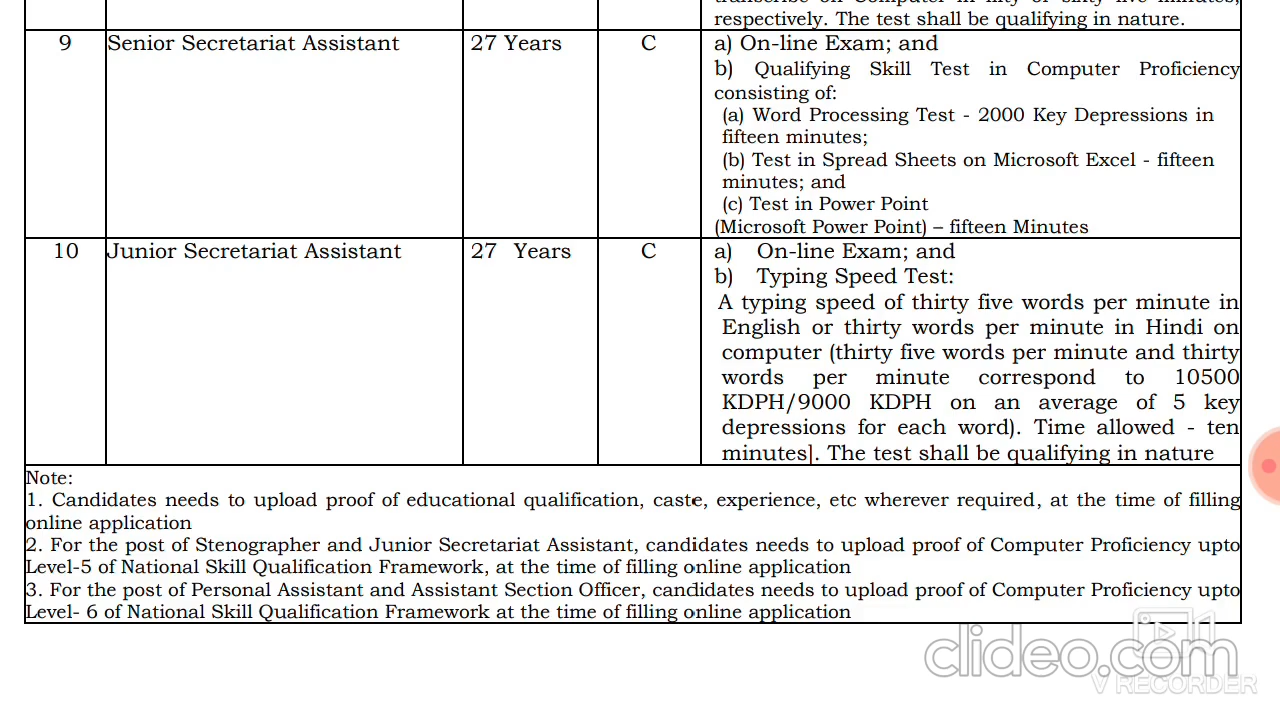 transcribe on Computer in fifty or sixty five minutes,
respectively. The test shall be qualifying in nature.
9 Senior Secretariat Assistant 27 Years C a) On-line Exam; and
b) Qualifying Skill Test in Computer Proficiency
consisting of:
(a) Word Processing Test - 2000 Key Depressions in
fifteen minutes;
(b) Test in Spread Sheets on Microsoft Excel - fifteen
minutes; and
(c) Test in Power Point
(Microsoft Power Point) – fifteen Minutes
10 Junior Secretariat Assistant 27 Years C a) On-line Exam; and
b) Typing Speed Test:
A typing speed of thirty five words per minute in
English or thirty words per minute in Hindi on
computer (thirty five words per minute and thirty
words per minute correspond to 10500
KDPH/9000 KDPH on an average of 5 key
depressions for each word). Time allowed - ten
minutes]. The test shall be qualifying in nature
Note:
1. Candidates needs to upload proof of educational qualification, caste, experience, etc wherever required, at the time of filling
online application
2. For the post of Stenographer and Junior Secretariat Assistant, candidates needs to upload proof of Computer Proficiency upto
Level-5 of National Skill Qualification Framework, at the time of filling online application
3. For the post of Personal Assistant and Assistant Section Officer, candidates needs to upload proof of Computer Proficiency upto
Level- 6 of National Skill Qualification Framework at the time of filling online application
clideo.com
V RECORDER